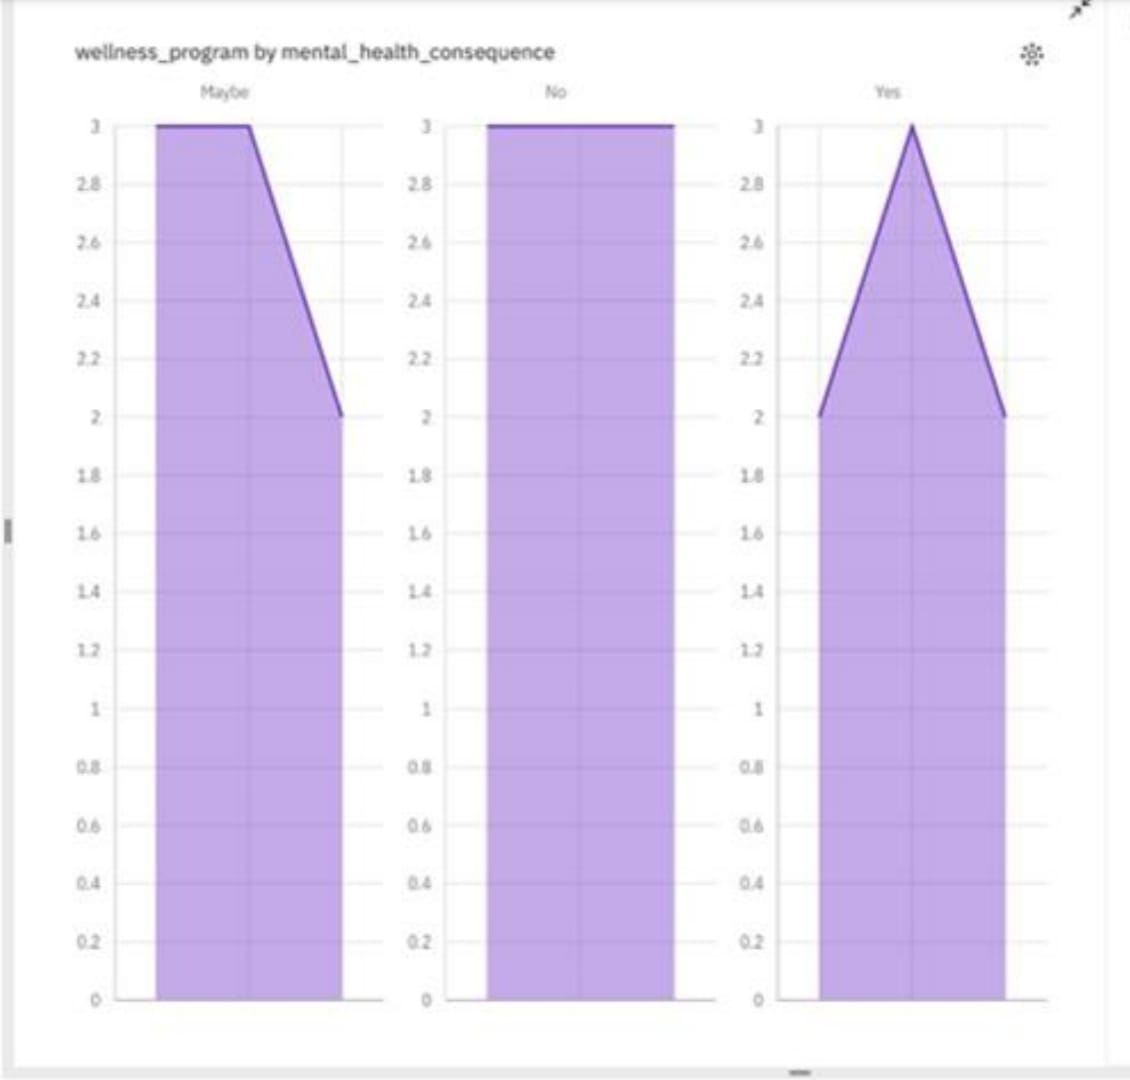 wellness_program by mental_health_consequence
Maybe No Yes
3 3 3
2.8 2.8 2.8
2.6 2.6 2.6
2.4 2.4 2.4
2.2 2.2 2.2
2 2 2
1.8 1.8 1.8
1.6 1.6 1.6
1.4 1.4 1.4
1.2 1.2 1.2
1 1 1
0.8 0.8 0.8
0.6 0.6 0.6
0.4 0.4 0.4
0.2 0.2 0.2
0 0 0